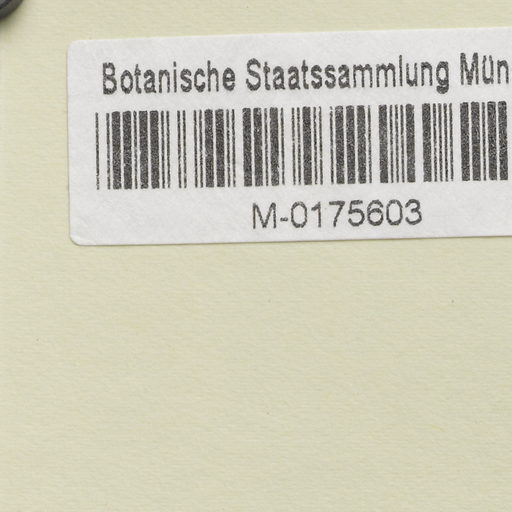 Botanische Staatssammlung Mün
M-0175603